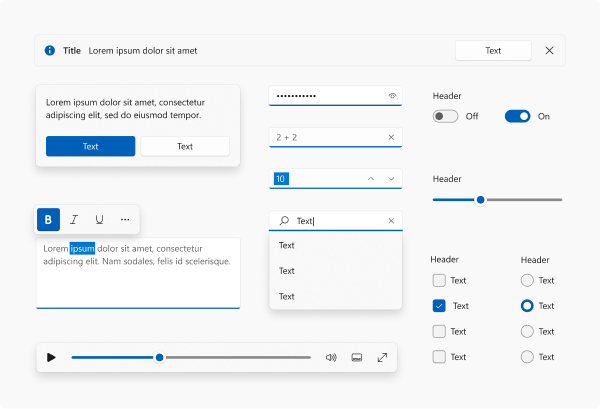 Title Lorem ipsum dolor sit amet
Text
Lorem ipsum dolor sit amet, consectetur
adipiscing elit, sed do eiusmod tempor.
Text
Text
B I U
Lorem ipsum dolor sit amet, consectetur
adipiscing elit. Nam sodales, felis id scelerisque.
•••••••••••
2 + 2
10
Text
Text
Text
Text
Header
Off
On
Header
Header
Text
Text
Text
Text
Header
Text
Text
Text
Text